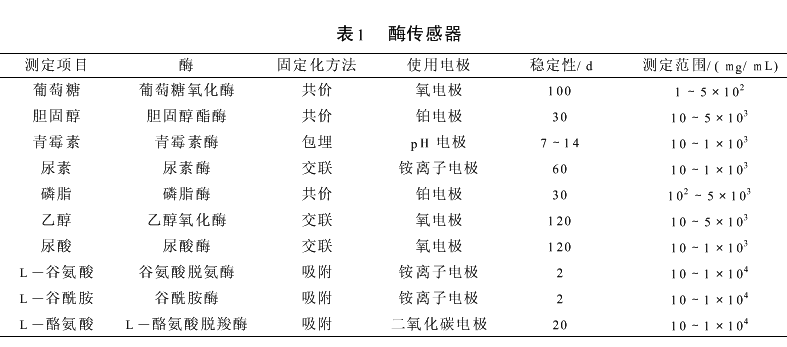 表1 酶传感器
测定项目 酶 固定化方法 使用电极 稳定性/d 测定范围/(mg/mL)
葡萄糖 葡萄糖氧化酶 共价 氧电极 100 1~5×10²
胆固醇 胆固醇酯酶 共价 铂电极 30 10~5×10³
青霉素 青霉素酶 包埋 pH电极 7~14 10~1×10³
尿素 尿素酶 交联 铵离子电极 60 10~1×10³
磷脂 磷脂酶 共价 铂电极 30 10²~5×10³
乙醇 乙醇氧化酶 交联 氧电极 120 10~5×10³
尿酸 尿酸酶 交联 氧电极 120 10~1×10³
L—谷氨酸 谷氨酸脱氨酶 吸附 铵离子电极 2 10~1×10⁴
L—谷酰胺 谷酰胺酶 吸附 铵离子电极 2 10~1×10⁴
L—酪氨酸 L—酪氨酸脱羧酶 吸附 二氧化碳电极 20 10~1×10⁴